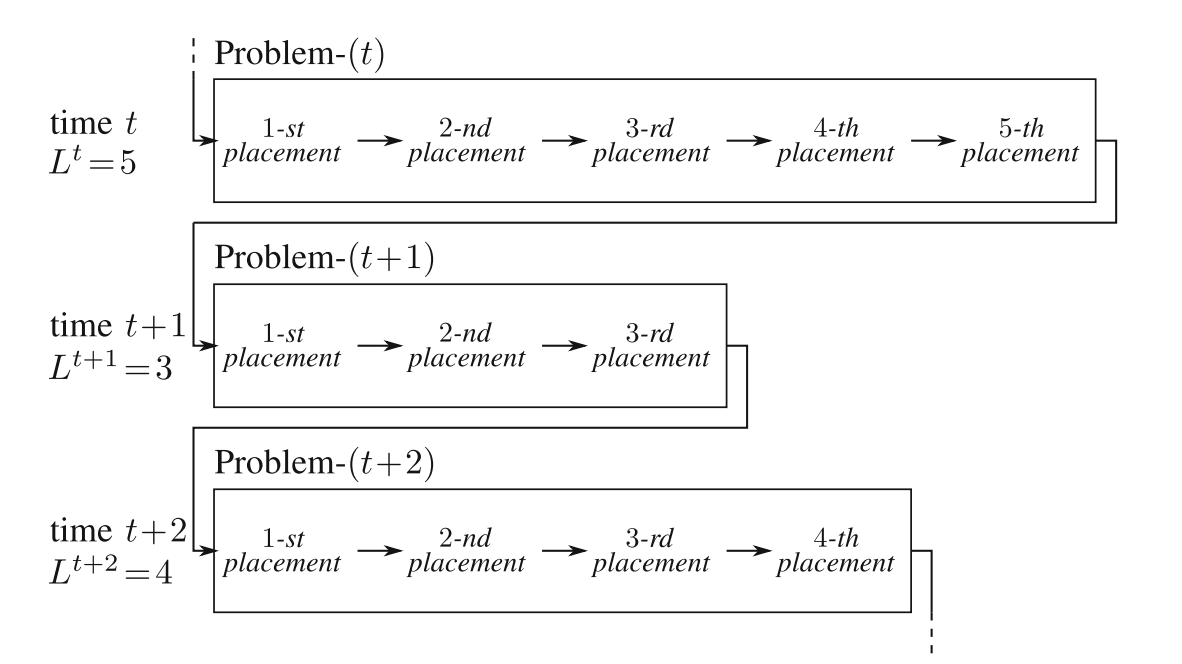 Problem-(t)
time t
L^t=5
1-st placement
2-nd placement
3-rd placement
4-th placement
5-th placement
Problem-(t+1)
time t+1
L^{t+1}=3
1-st placement
2-nd placement
3-rd placement
Problem-(t+2)
time t+2
L^{t+2}=4
1-st placement
2-nd placement
3-rd placement
4-th placement